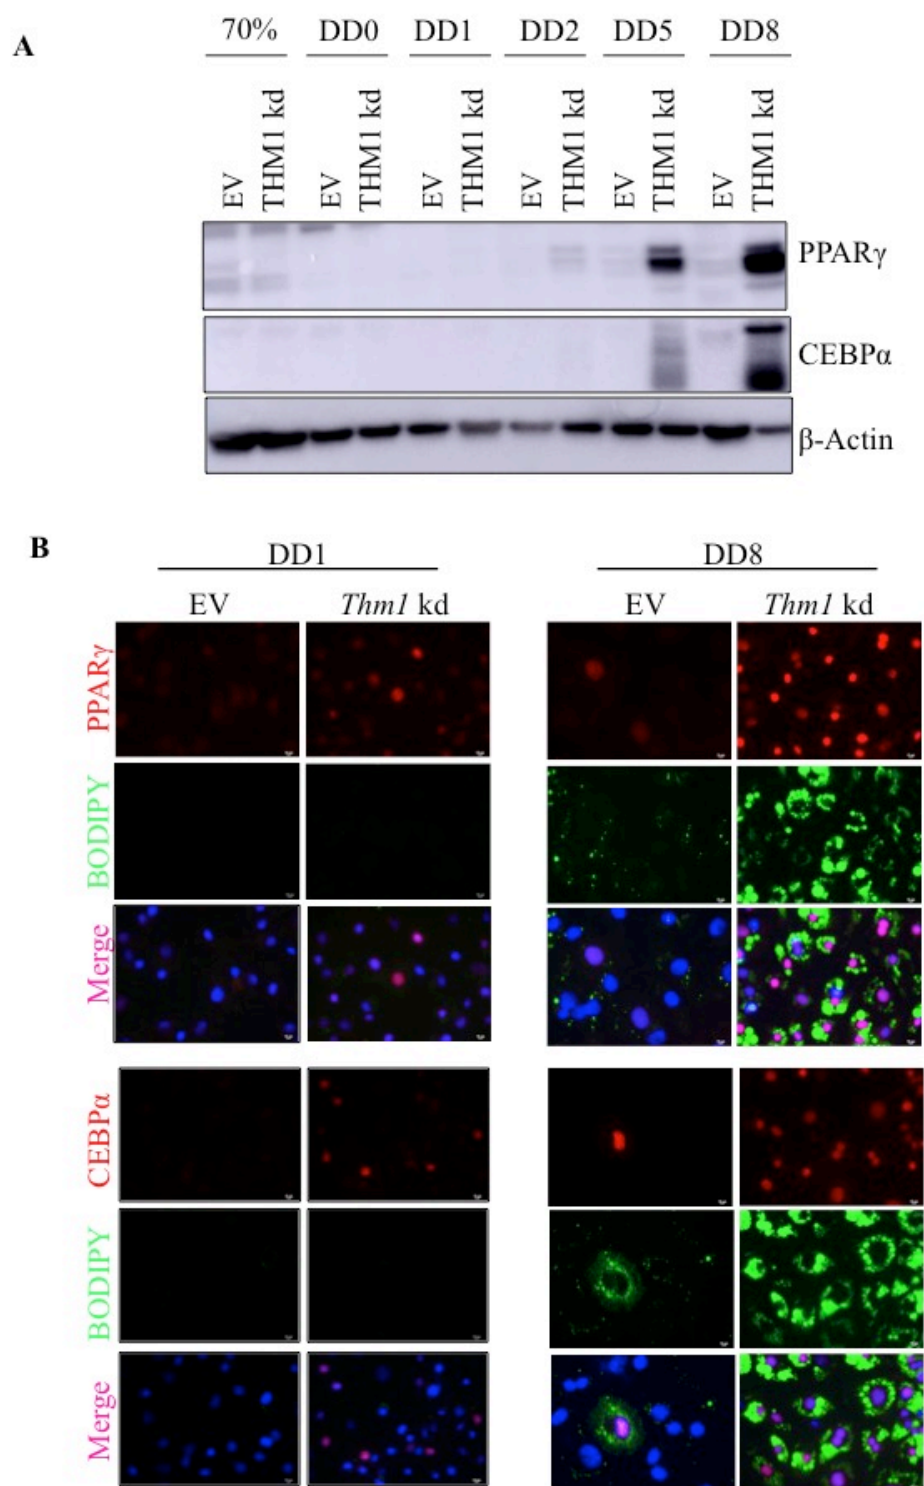 A
70% DD0 DD1 DD2 DD5 DD8
EV THM1 kd EV THM1 kd EV THM1 kd EV THM1 kd EV THM1 kd EV THM1 kd
PPARγ
CEBPα
β-Actin
B
DD1 DD8
EV Thm1 kd EV Thm1 kd
PPARγ
BODIPY
Merge
CEBPα
BODIPY
Merge